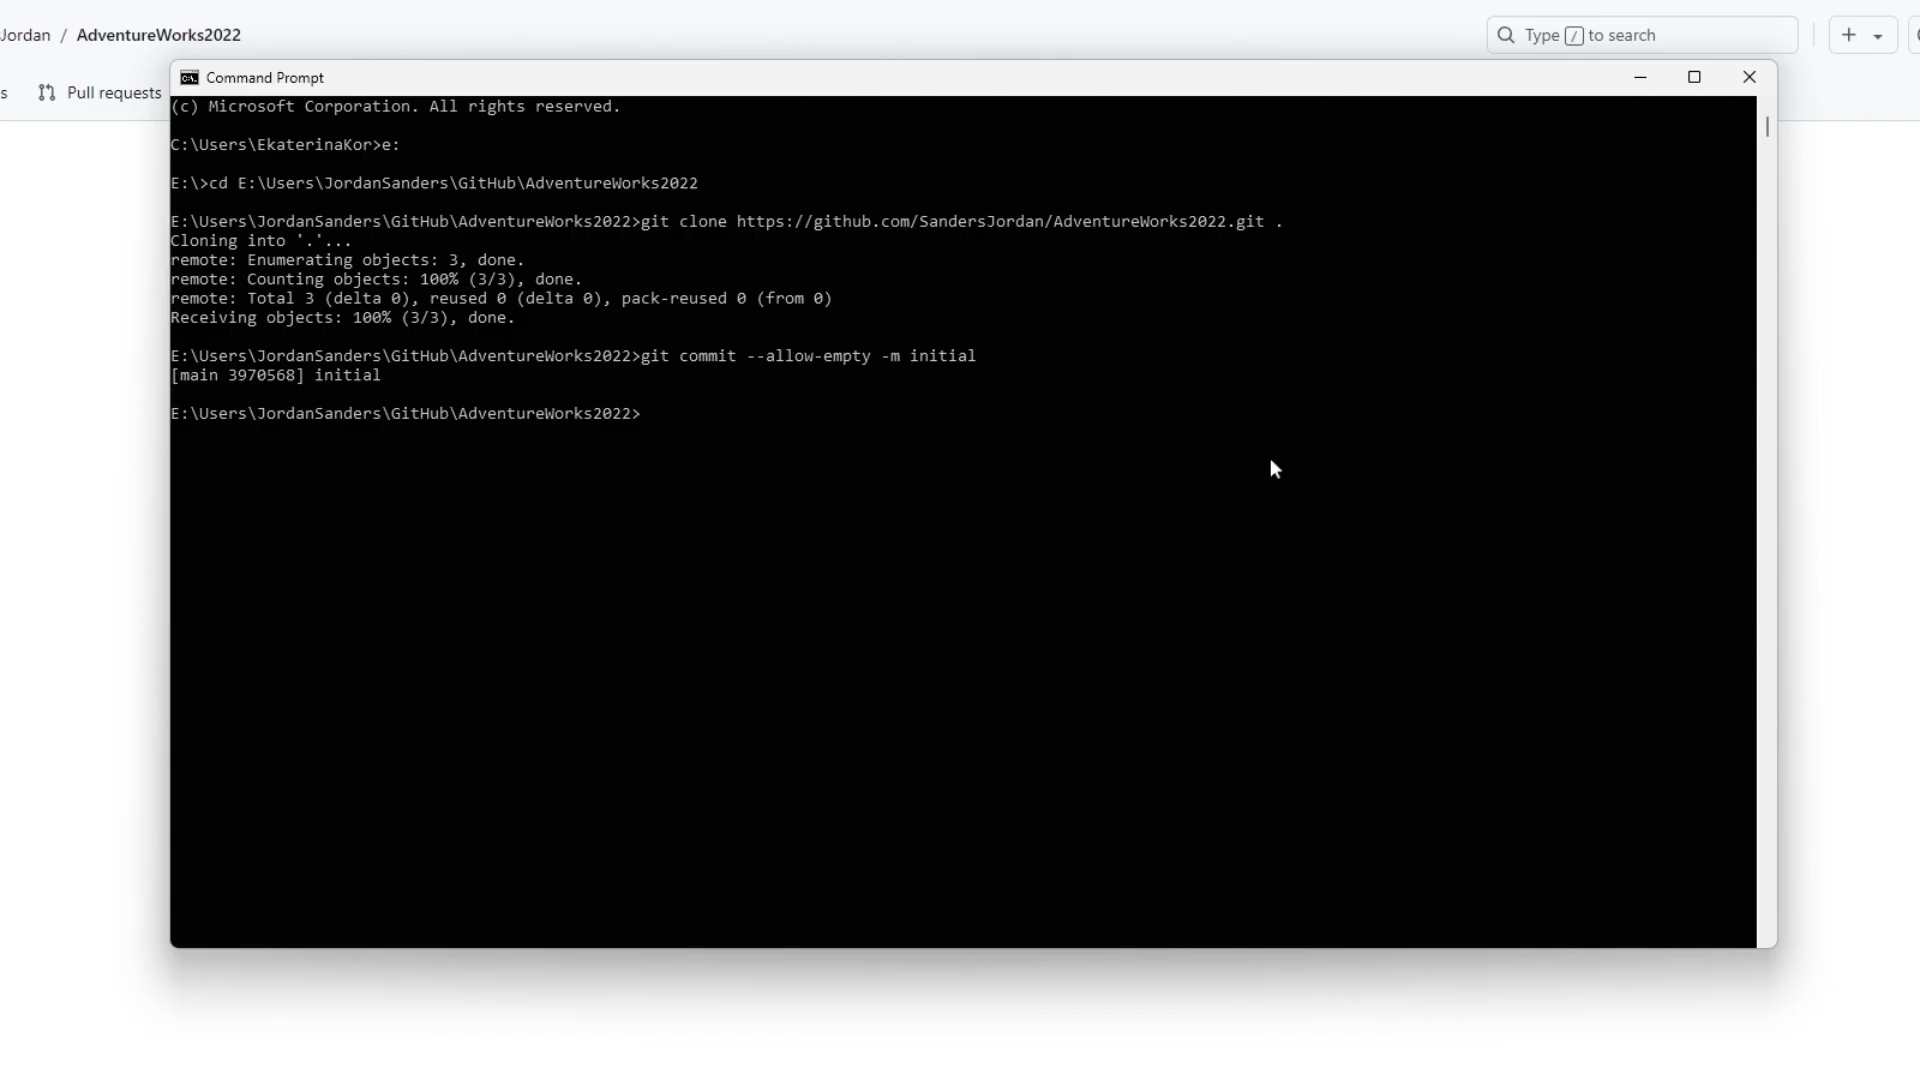 Jordan / AdventureWorks2022
Type / to search
Pull requests
Command Prompt
(c) Microsoft Corporation. All rights reserved.
C:\Users\EkaterinaKor>e:
E:\>cd E:\Users\JordanSanders\GitHub\AdventureWorks2022
E:\Users\JordanSanders\GitHub\AdventureWorks2022>git clone https://github.com/SandersJordan/AdventureWorks2022.git .
Cloning into '.'...
remote: Enumerating objects: 3, done.
remote: Counting objects: 100% (3/3), done.
remote: Total 3 (delta 0), reused 0 (delta 0), pack-reused 0 (from 0)
Receiving objects: 100% (3/3), done.
E:\Users\JordanSanders\GitHub\AdventureWorks2022>git commit --allow-empty -m initial
[main 3970568] initial
E:\Users\JordanSanders\GitHub\AdventureWorks2022>